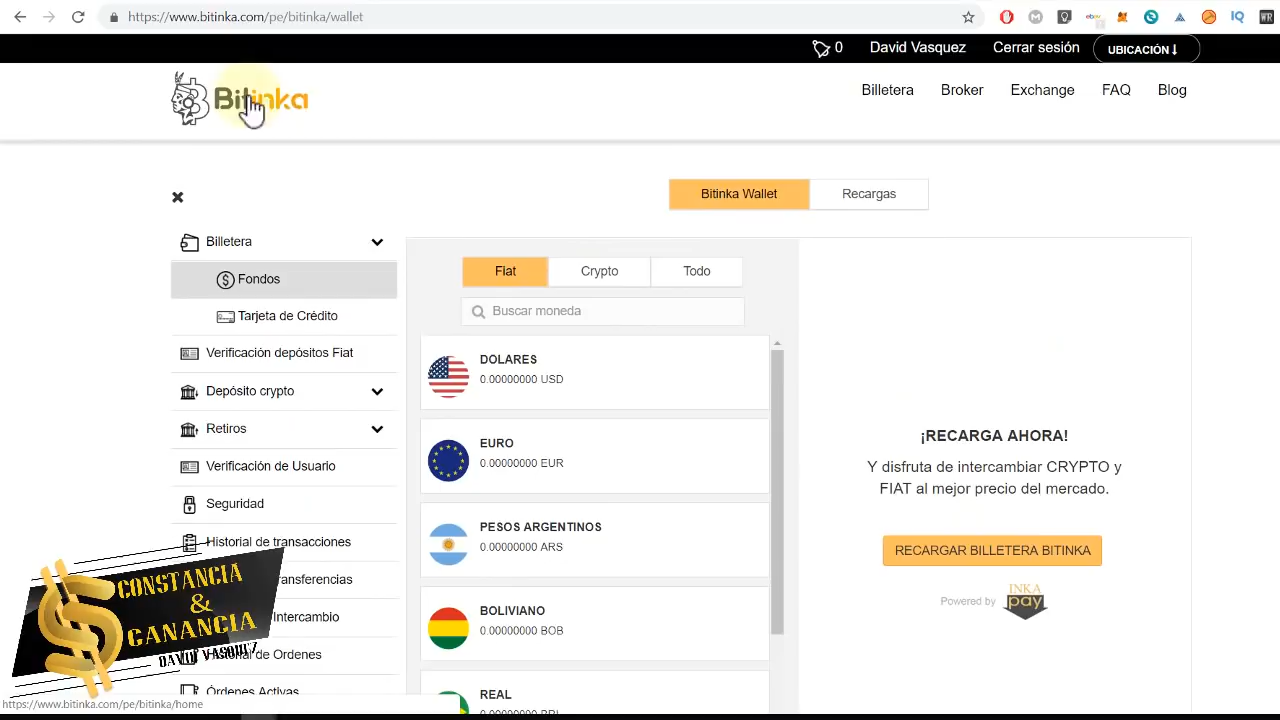 https://www.bitinka.com/pe/bitinka/wallet
0 David Vasquez Cerrar sesión UBICACIÓN
Bitinka
Billetera Broker Exchange FAQ Blog
Bitinka Wallet Recargas
Billetera
Fondos
Tarjeta de Crédito
Verificación depósitos Fiat
Depósito crypto
Retiros
Verificación de Usuario
Seguridad
Historial de transacciones
ransferencias
Intercambio
de Ordenes
Órdenes Activas
Fiat Crypto Todo
Buscar moneda
DOLARES
0.00000000 USD
EURO
0.00000000 EUR
PESOS ARGENTINOS
0.00000000 ARS
BOLIVIANO
0.00000000 BOB
REAL
0.00000000 BRL
¡RECARGA AHORA!
Y disfruta de intercambiar CRYPTO y
FIAT al mejor precio del mercado.
RECARGAR BILLETERA BITINKA
Powered by INKA
pay
CONSTANCIA
&
GANANCIA
DAVID VASQUEZ
https://www.bitinka.com/pe/bitinka/home